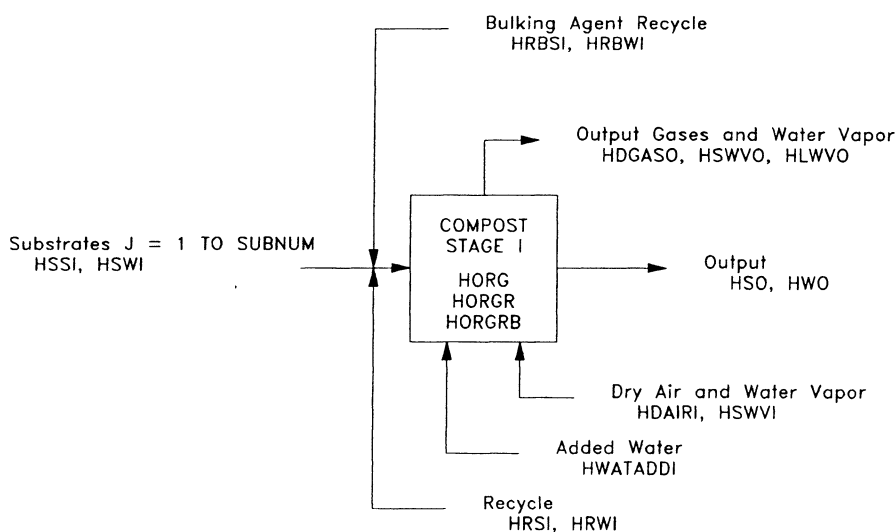 Bulking Agent Recycle
HRBSI, HRBWI
Output Gases and Water Vapor
HDGASO, HSWVO, HLWVO
COMPOST
STAGE I
Substrates J = 1 TO SUBNUM
HSSI, HSWI
HORG
HORGR
HORGRB
Output
HSO, HWO
Dry Air and Water Vapor
HDAIRI, HSWVI
Added Water
HWATADDI
Recycle
HRSI, HRWI